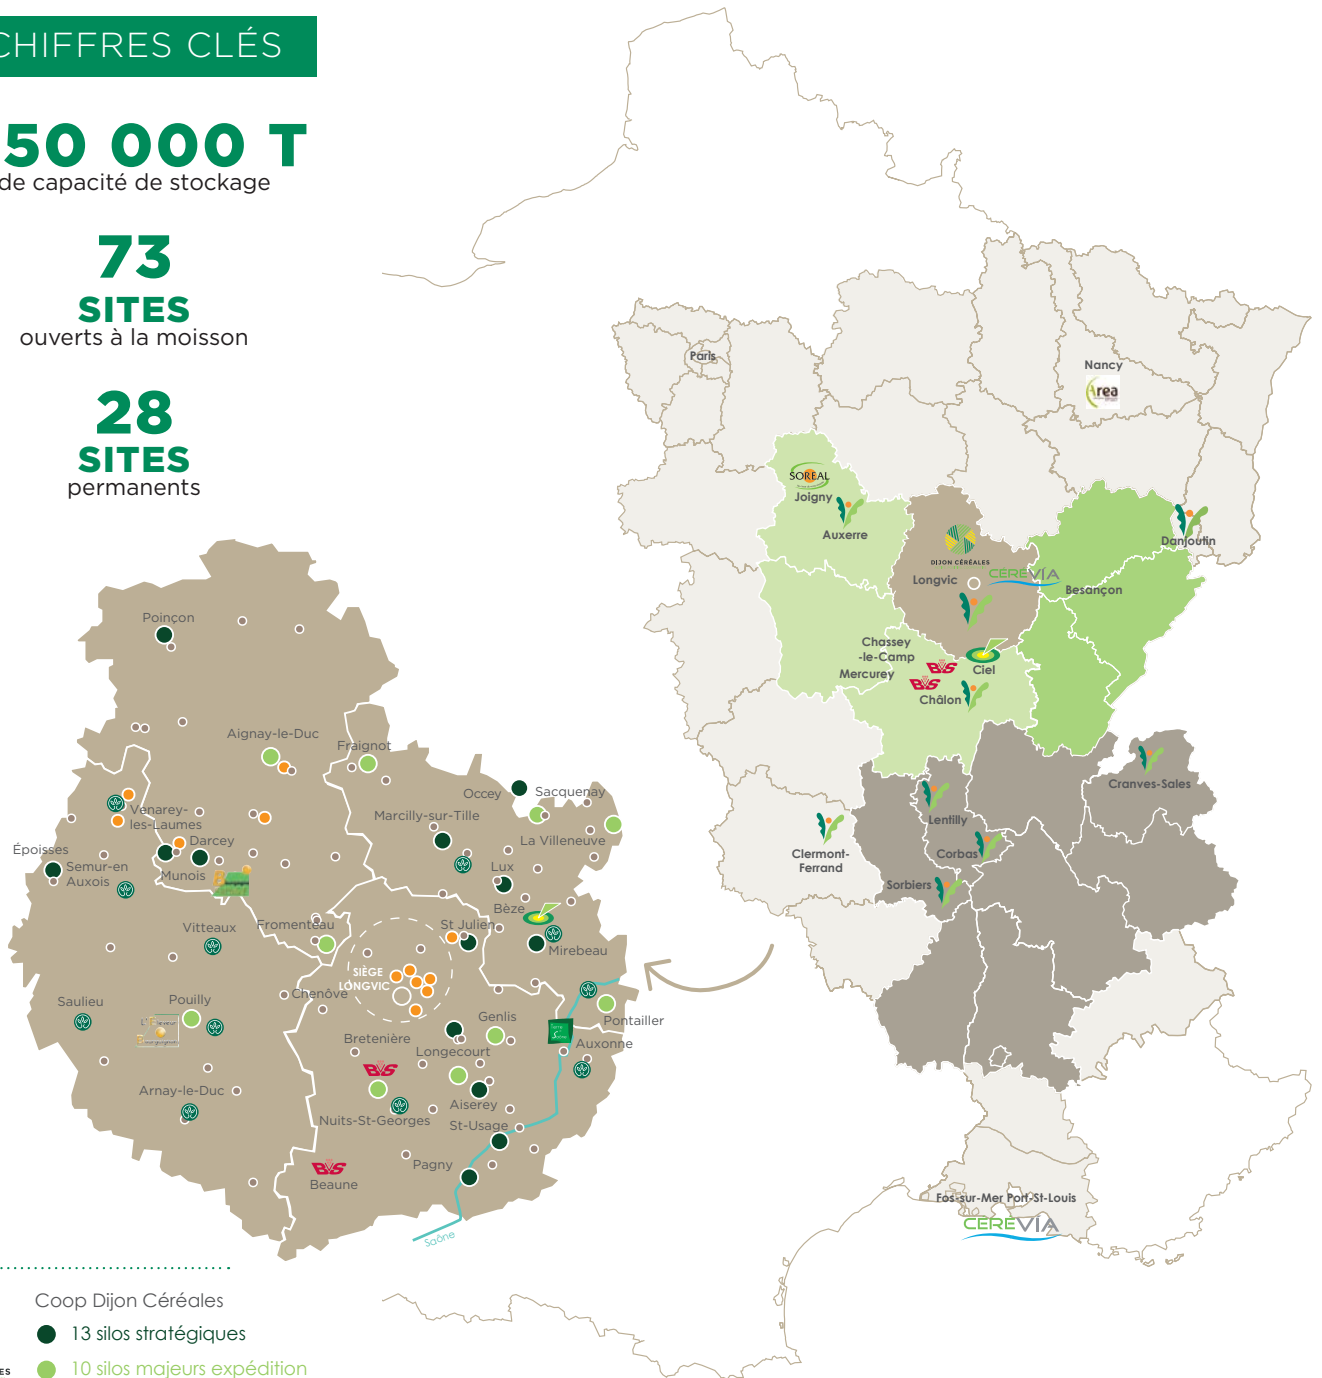 CHIFFRES CLÉS
50 000 T
de capacité de stockage
73
SITES
ouverts à la moisson
28
SITES
permanents
Paris
Nancy
Area
SOREAL
Joigny
Auxerre
DIJON CÉRÉALES
Longvic
CEREVIA
Danjoutin
Besançon
Chassey
-le-Camp
Mercurey
BVS
BVS
Ciel
Châlon
Cranves-Sales
Lentilly
Corbas
Clermont-
Ferrand
Sorbiers
Fos-sur-Mer Port-St-Louis
CEREVIA
Poinçon
Aignay-le-Duc
Fraignot
Occey
Sacquenay
Venarey-
les-Laumes
Marcilly-sur-Tille
La Villeneuve
Darcey
Époisses
Semur-en
Auxois
Munois
Lux
Bèze
Vitteaux
Fromenteau
St Julien
Mirebeau
SIÈGE
LONGVIC
Saulieu
Pouilly
Chenôve
Genlis
Pontailler
Bretenière
Longecourt
Auxonne
BVS
Arnay-le-Duc
Aiserey
Nuits-St-Georges
St-Usage
Pagny
BVS
Beaune
Saône
Coop Dijon Céréales
13 silos stratégiques
10 silos majeurs expédition